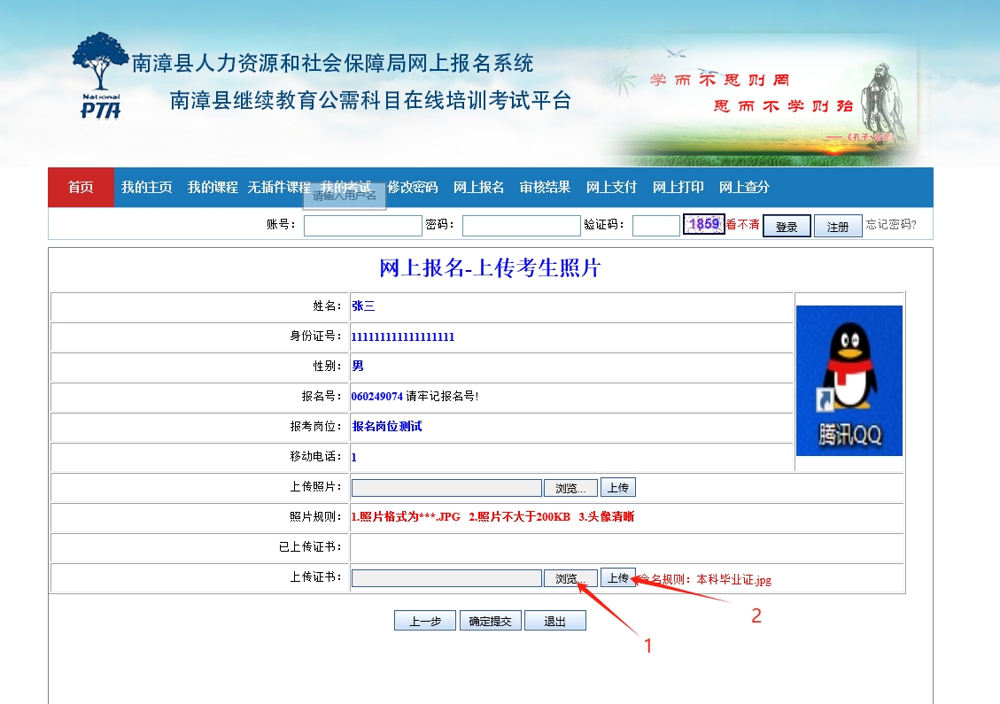 南漳县人力资源和社会保障局网上报名系统
National
PTA
南漳县继续教育公需科目在线培训考试平台
学而不思则罔
思而不学则殆
——《孔子·论语》
首页 我的主页 我的课程 无插件课程 我的考试 修改密码 网上报名 审核结果 网上支付 网上打印 网上查分
请输入用户名
账号: 密码: 验证码: 1859 看不清 登录 注册 忘记密码?
网上报名-上传考生照片
姓名: 张三
身份证号: 111111111111111111
性别: 男
报名号: 060249074 请牢记报名号!
报考岗位: 报名岗位测试
移动电话: 1
腾讯QQ
上传照片: 浏览... 上传
照片规则: 1.照片格式为***.JPG 2.照片不大于200KB 3.头像清晰
已上传证书:
上传证书: 浏览... 上传 命名规则: 本科毕业证.jpg
上一步 确定提交 退出
1
2